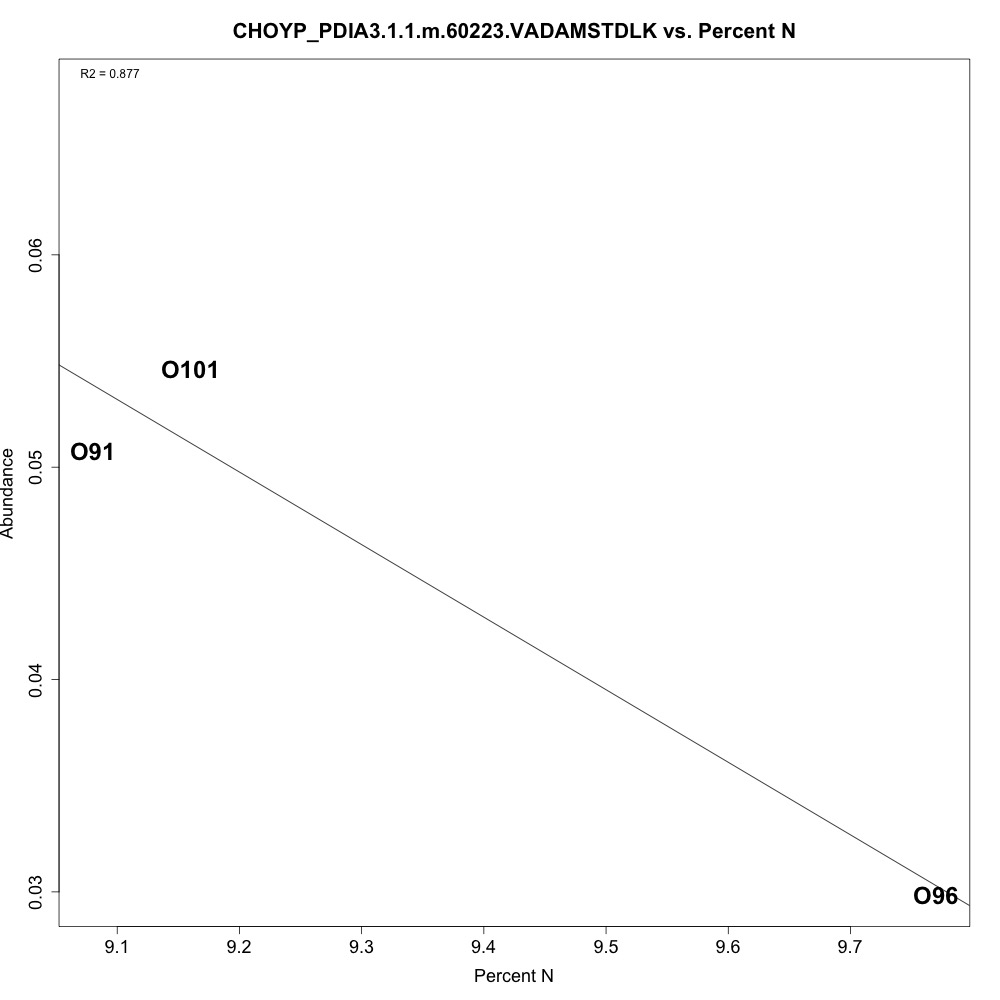 CHOYP_PDIA3.1.1.m.60223.VADAMSTDLK vs. Percent N
R2 = 0.877
0.06
0.05
0.04
0.03
Abundance
O101
O91
O96
9.1 9.2 9.3 9.4 9.5 9.6 9.7
Percent N